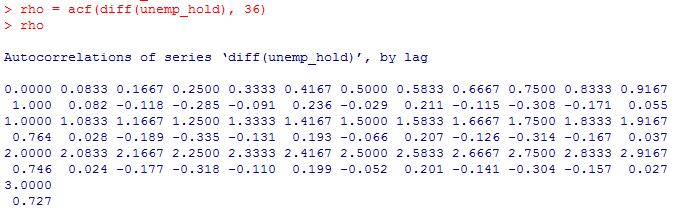 > rho = acf(diff(unemp_hold), 36)
> rho
Autocorrelations of series ‘diff(unemp_hold)’, by lag
0.0000 0.0833 0.1667 0.2500 0.3333 0.4167 0.5000 0.5833 0.6667 0.7500 0.8333 0.9167
1.000 0.082 -0.118 -0.285 -0.091 0.236 -0.029 0.211 -0.115 -0.308 -0.171 0.055
1.0000 1.0833 1.1667 1.2500 1.3333 1.4167 1.5000 1.5833 1.6667 1.7500 1.8333 1.9167
0.764 0.028 -0.189 -0.335 -0.131 0.193 -0.066 0.207 -0.126 -0.314 -0.167 0.037
2.0000 2.0833 2.1667 2.2500 2.3333 2.4167 2.5000 2.5833 2.6667 2.7500 2.8333 2.9167
0.746 0.024 -0.177 -0.318 -0.110 0.199 -0.052 0.201 -0.141 -0.304 -0.157 0.027
3.0000
0.727